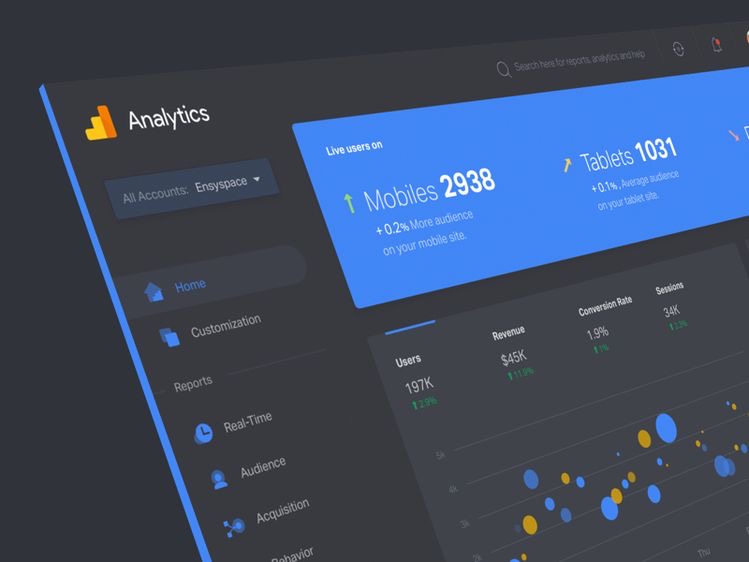 Search here for reports, analytics and help
Analytics
All Accounts: Ensyspace
Home
Customization
Reports
Real-Time
Audience
Acquisition
Behavior
Live users on
Mobiles 2938
+ 0.2% More audience
on your mobile site.
Tablets 1031
+ 0.1% , Average audience
on your tablet site.
Users
197K
2.9%
Revenue
$45K
11.9%
Conversion Rate
1.9%
1%
Sessions
34K
2.3%
5k
4k
3k
2k
Thu